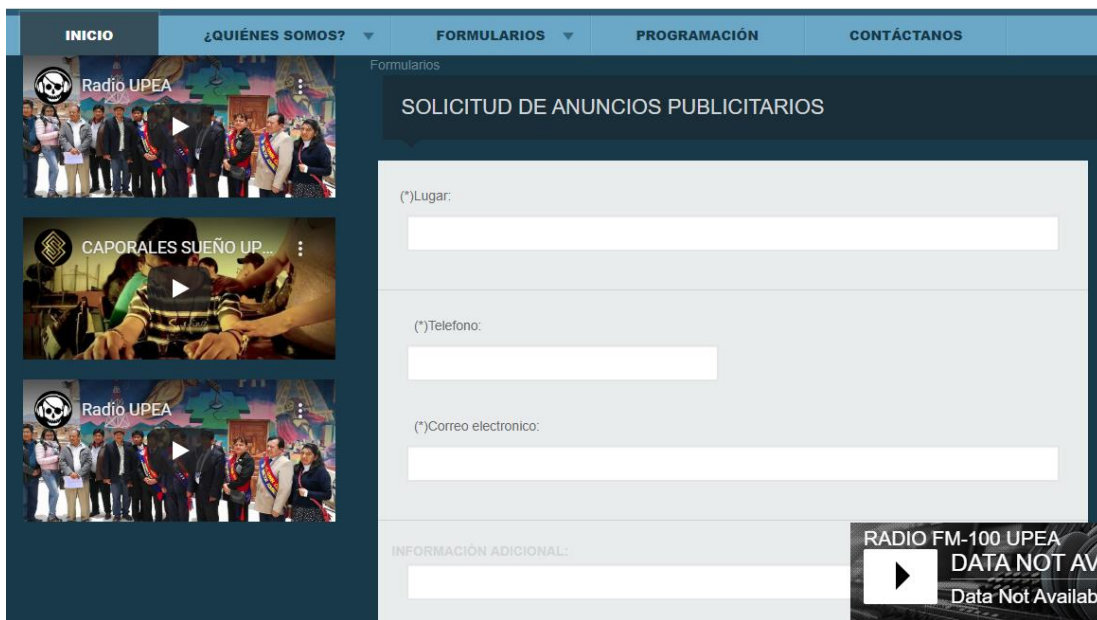 INICIO
¿QUIÉNES SOMOS?
FORMULARIOS
PROGRAMACIÓN
CONTÁCTANOS
Radio UPEA
CAPORALES SUEÑO UP...
Radio UPEA
Formularios
SOLICITUD DE ANUNCIOS PUBLICITARIOS
(*)Lugar:
(*)Telefono:
(*)Correo electronico:
INFORMACIÓN ADICIONAL:
RADIO FM-100 UPEA
DATA NOT AV
Data Not Availab